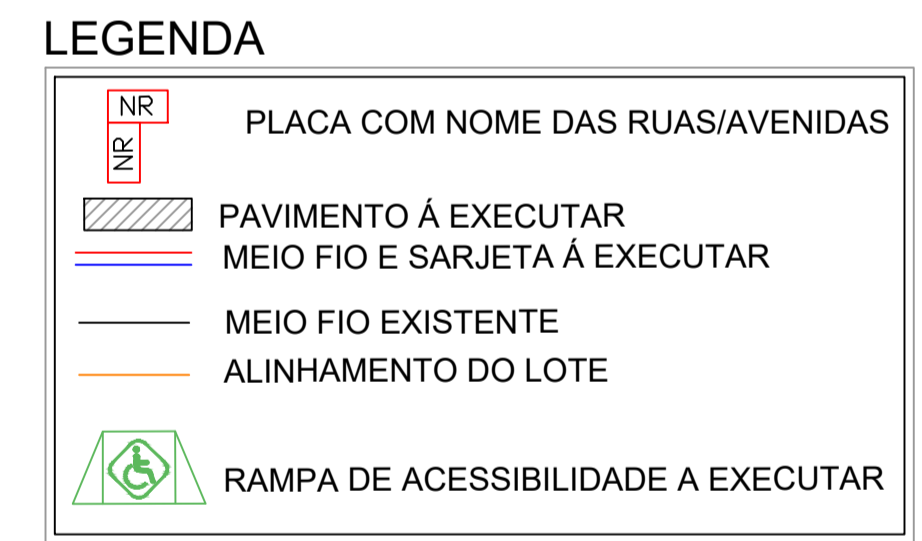 LEGENDA
NR
NR
PLACA COM NOME DAS RUAS/AVENIDAS
PAVIMENTO Á EXECUTAR
MEIO FIO E SARJETA Á EXECUTAR
MEIO FIO EXISTENTE
ALINHAMENTO DO LOTE
RAMPA DE ACESSIBILIDADE A EXECUTAR